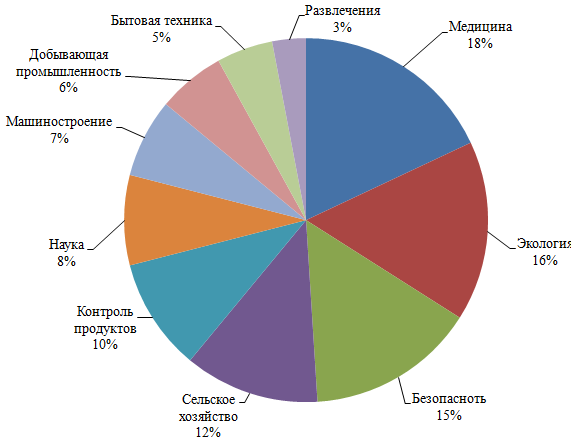 Развлечения
3%
Медицина
18%
Экология
16%
Безопасноть
15%
Сельское
хозяйство
12%
Контроль
продуктов
10%
Наука
8%
Машиностроение
7%
Добывающая
промышленность
6%
Бытовая техника
5%